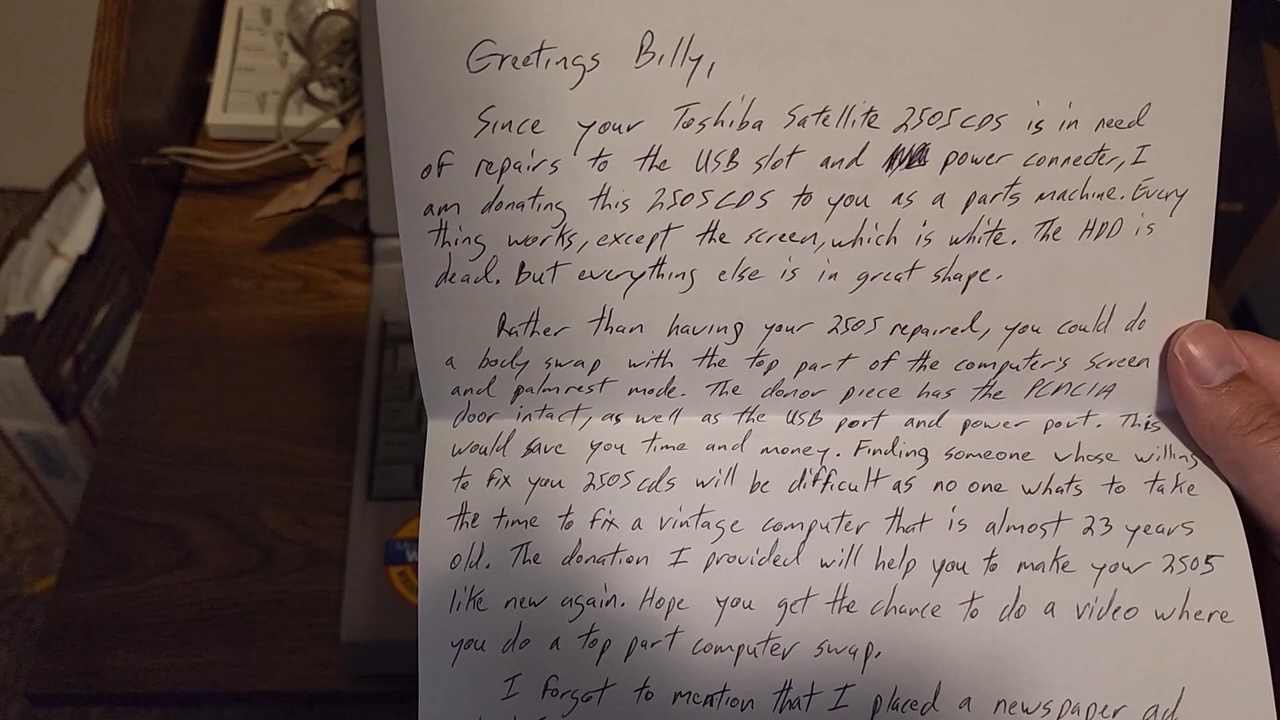 Greetings Billy,
Since your Toshiba Satellite 2505CDS is in need
of repairs to the USB slot and power connecter, I
am donating this 2505CDS to you as a parts machine. Every
thing works, except the screen, which is white. The HDD is
dead. But everything else is in great shape.
Rather than having your 2505 repaired, you could do
a body swap with the top part of the computer's screen
and palmrest mode. The donor piece has the PCMCIA
door intact, as well as the USB port and power port. This
would save you time and money. Finding someone whose willing
to fix you 2505cds will be difficult as no one whats to take
the time to fix a vintage computer that is almost 23 years
old. The donation I provided will help you to make your 2505
like new again. Hope you get the chance to do a video where
you do a top part computer swap.
I forgot to mention that I placed a newspaper ad